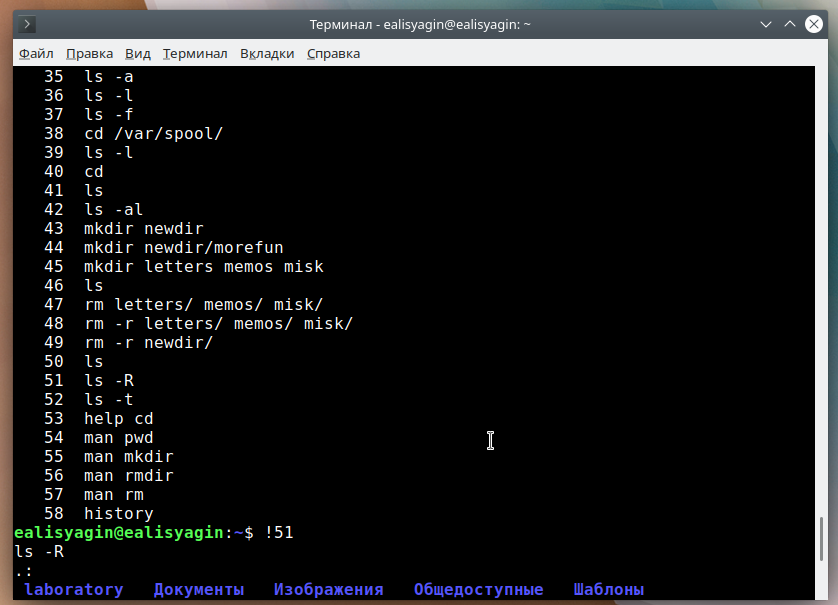 Терминал - ealisyagin@ealisyagin: ~
Файл Правка Вид Терминал Вкладки Справка
35 ls -a
36 ls -l
37 ls -f
38 cd /var/spool/
39 ls -l
40 cd
41 ls
42 ls -al
43 mkdir newdir
44 mkdir newdir/morefun
45 mkdir letters memos misk
46 ls
47 rm letters/ memos/ misk/
48 rm -r letters/ memos/ misk/
49 rm -r newdir/
50 ls
51 ls -R
52 ls -t
53 help cd
54 man pwd
55 man mkdir
56 man rmdir
57 man rm
58 history
ealisyagin@ealisyagin:~$ !51
ls -R
.:
laboratory Документы Изображения Общедоступные Шаблоны